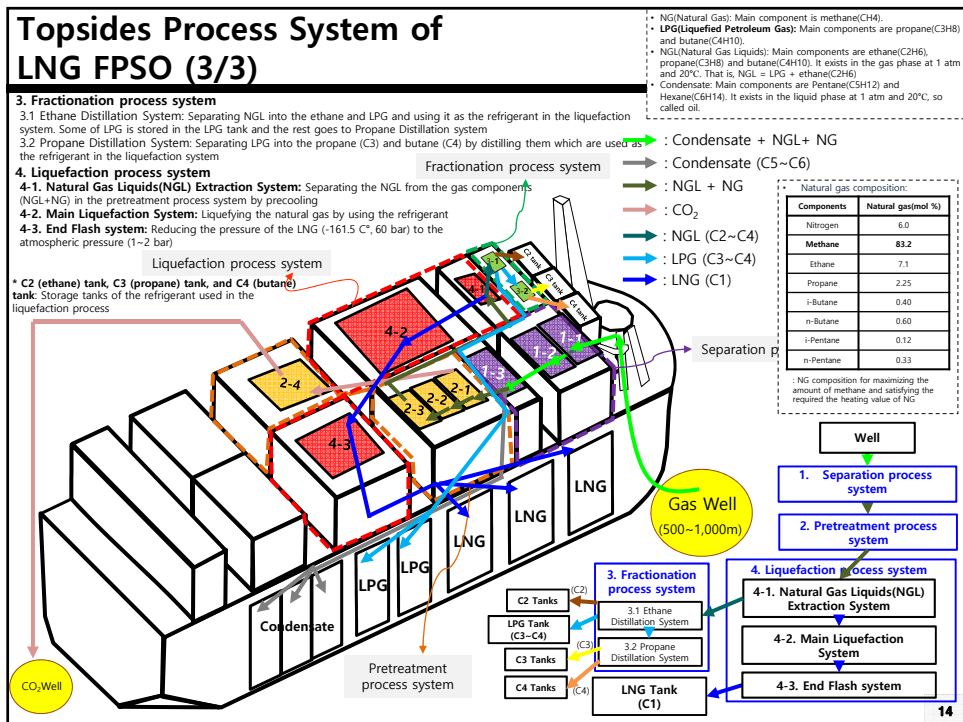 Topsides Process System of
LNG FPSO (3/3)
• NG(Natural Gas): Main component is methane(CH4).
• LPG(Liquefied Petroleum Gas): Main components are propane(C3H8)
and butane(C4H10).
• NGL(Natural Gas Liquids): Main components are ethane(C2H6),
propane(C3H8) and butane(C4H10). It exists in the gas phase at 1 atm
and 20℃. That is, NGL = LPG + ethane(C2H6)
• Condensate: Main components are Pentane(C5H12) and
Hexane(C6H14). It exists in the liquid phase at 1 atm and 20℃, so
called oil.
3. Fractionation process system
3.1 Ethane Distillation System: Separating NGL into the ethane and LPG and using it as the refrigerant in the liquefaction
system. Some of LPG is stored in the LPG tank and the rest goes to Propane Distillation system
3.2 Propane Distillation System: Separating LPG into the propane (C3) and butane (C4) by distilling them which are used as
the refrigerant in the liquefaction system
4. Liquefaction process system
4-1. Natural Gas Liquids(NGL) Extraction System: Separating the NGL from the gas components
(NGL+NG) in the pretreatment process system by precooling
4-2. Main Liquefaction System: Liquefying the natural gas by using the refrigerant
4-3. End Flash system: Reducing the pressure of the LNG (-161.5 C°, 60 bar) to the
atmospheric pressure (1~2 bar)
: Condensate + NGL+ NG
: Condensate (C5~C6)
: NGL + NG
: CO2
: NGL (C2~C4)
: LPG (C3~C4)
: LNG (C1)
• Natural gas composition:
Components Natural gas(mol %)
Nitrogen 6.0
Methane 83.2
Ethane 7.1
Propane 2.25
i-Butane 0.40
n-Butane 0.60
i-Pentane 0.12
n-Pentane 0.33
: NG composition for maximizing the
amount of methane and satisfying the
required the heating value of NG
Fractionation process system
Liquefaction process system
* C2 (ethane) tank, C3 (propane) tank, and C4 (butane)
tank: Storage tanks of the refrigerant used in the
liquefaction process
Separation p
C2 tank
C4 tank
3-1
3-2
4-1
4-2
4-3
1-1
1-2
1-3
2-1
2-2
2-3
2-4
LNG
LNG
LNG
LPG
LPG
Condensate
Gas Well
(500~1,000m)
CO2Well
Pretreatment
process system
Well
1. Separation process
system
2. Pretreatment process
system
4. Liquefaction process system
4-1. Natural Gas Liquids(NGL)
Extraction System
4-2. Main Liquefaction
System
4-3. End Flash system
3. Fractionation
process system
3.1 Ethane
Distillation System
3.2 Propane
Distillation System
(C2)
C2 Tanks
LPG Tank
(C3~C4)
(C3)
C3 Tanks
C4 Tanks
(C4)
LNG Tank
(C1)
14